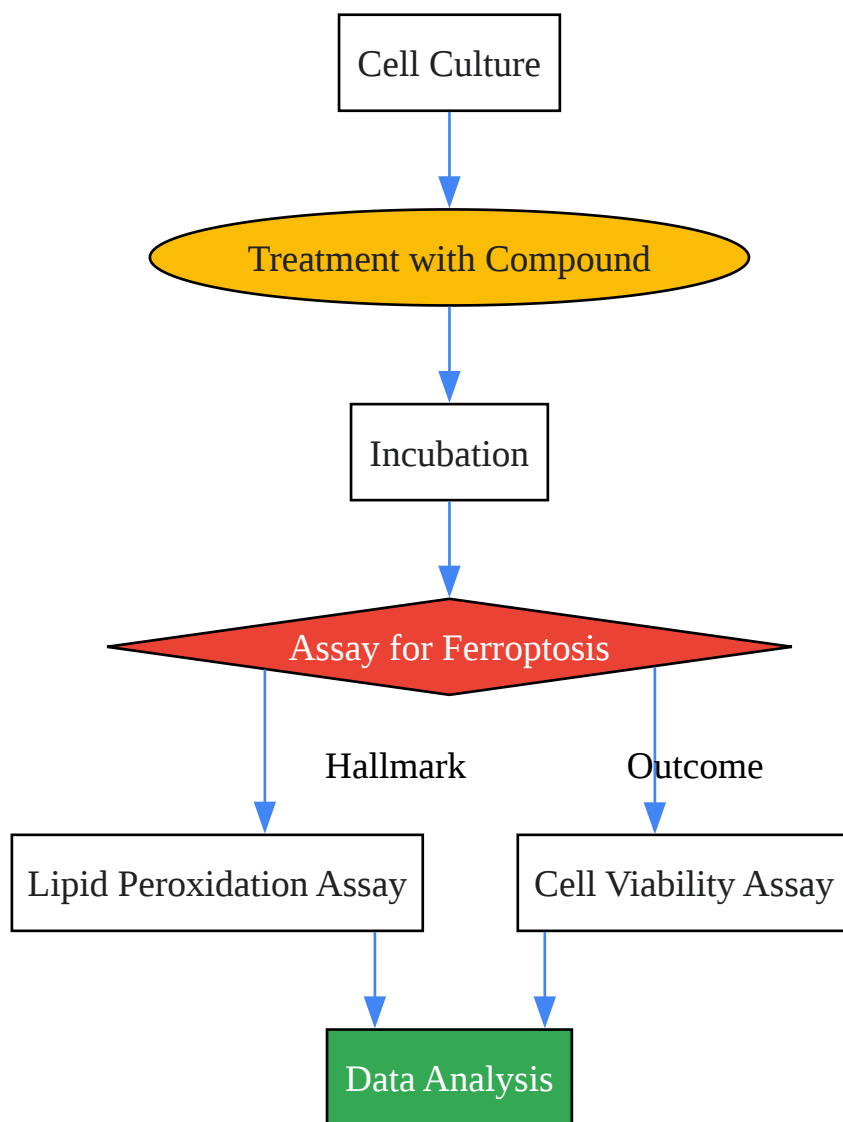 Cell Culture
Treatment with Compound
Incubation
Assay for Ferroptosis
Hallmark
Outcome
Lipid Peroxidation Assay
Cell Viability Assay
Data Analysis